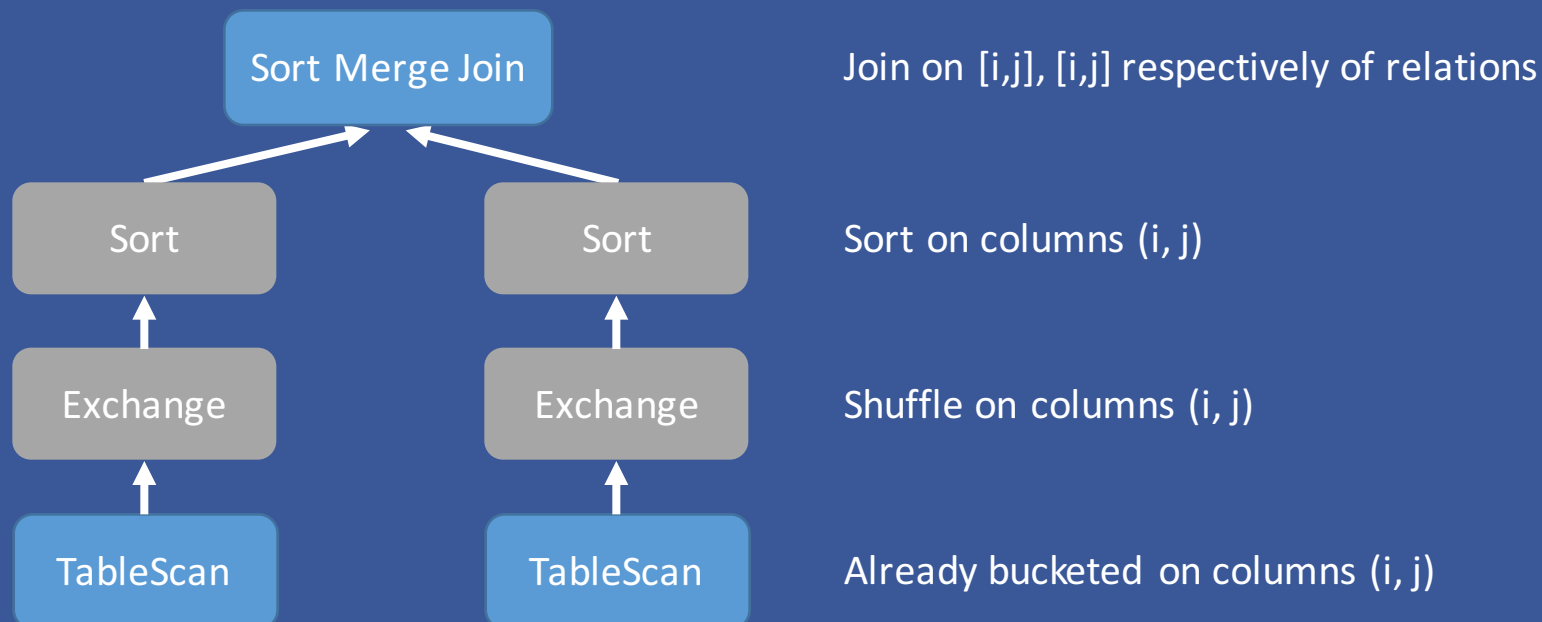 Sort Merge Join
Join on [i,j], [i,j] respectively of relations
Sort
Sort
Sort on columns (i, j)
Exchange
Exchange
Shuffle on columns (i, j)
TableScan
TableScan
Already bucketed on columns (i, j)